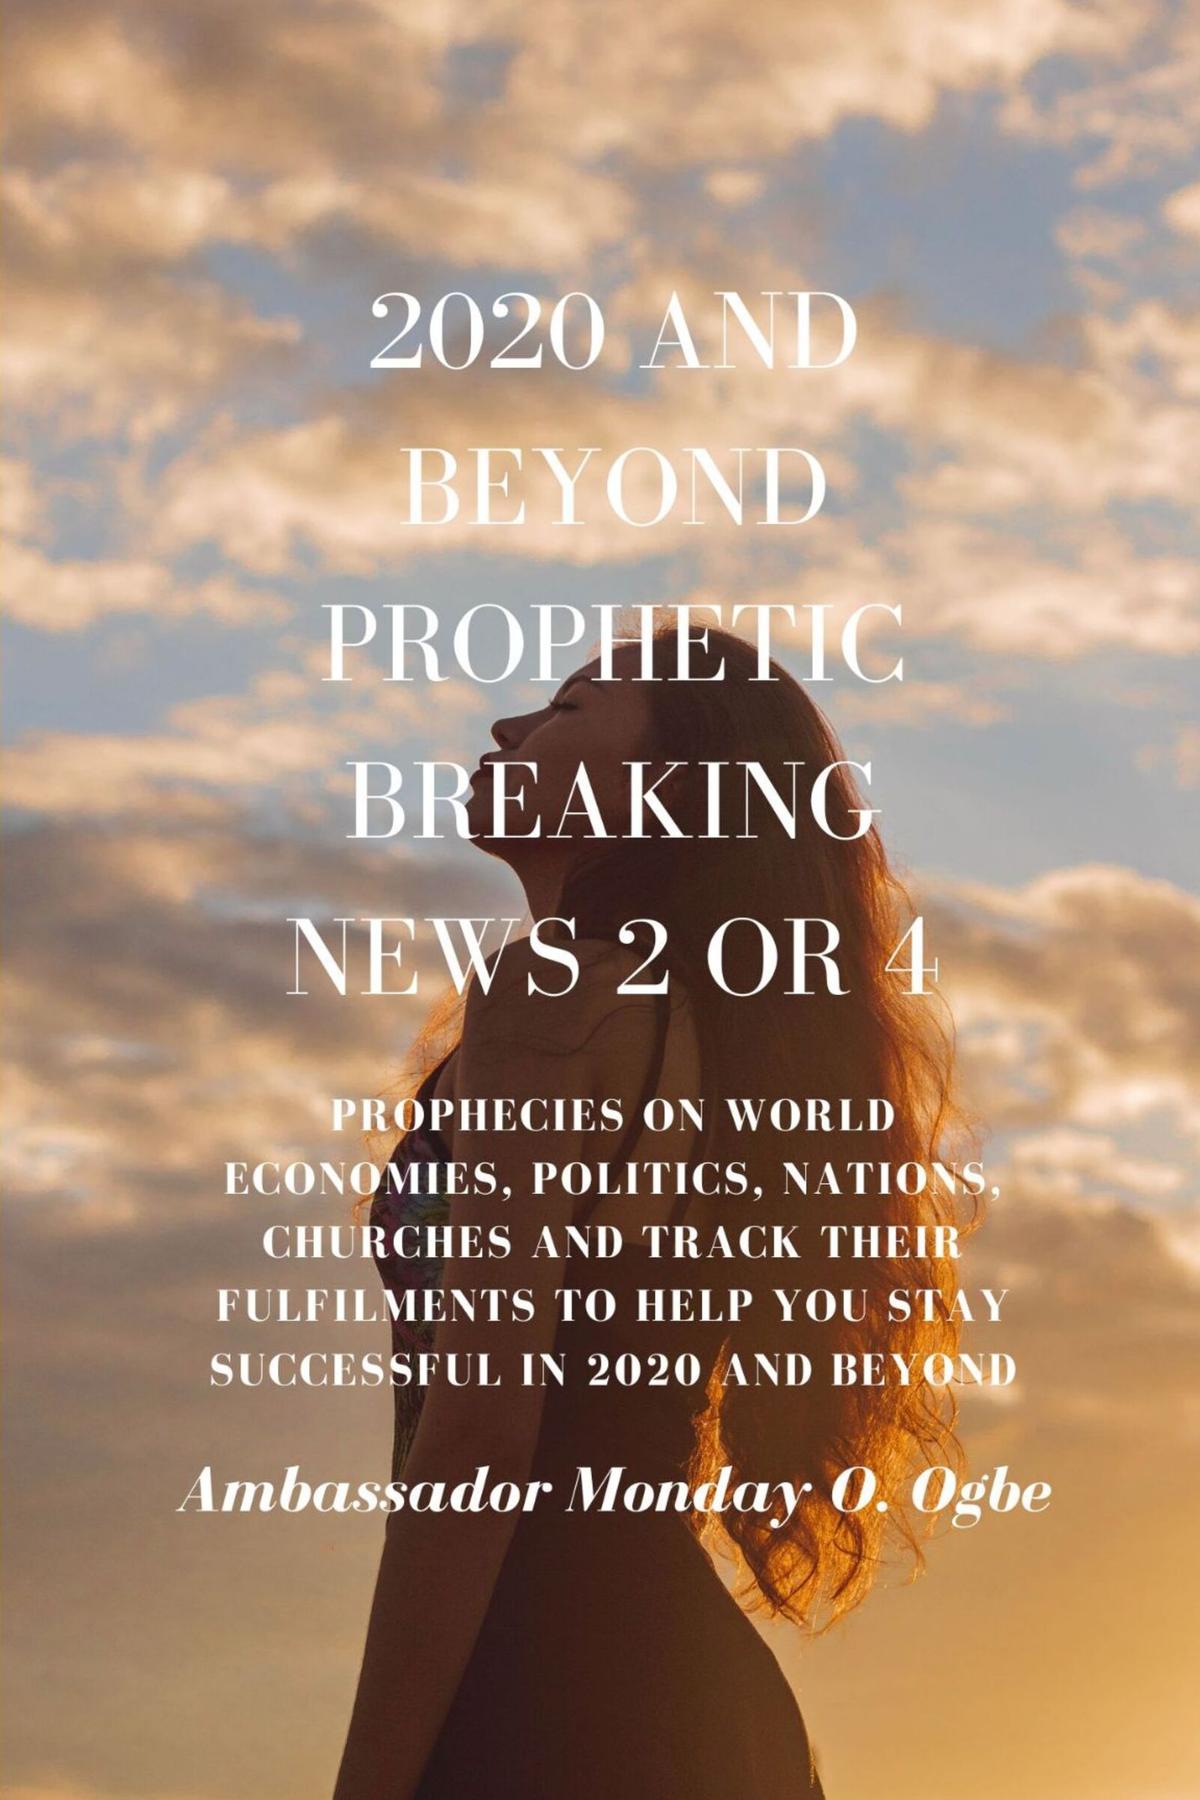 2020 AND
BEYOND
PROPHETIC
BREAKING
NEWS 2 OR 4
PROPHECIES ON WORLD
ECONOMIES, POLITICS, NATIONS,
CHURCHES AND TRACK THEIR
FULFILMENTS TO HELP YOU STAY
SUCCESSFUL IN 2020 AND BEYOND
Ambassador Monday O. Ogbe